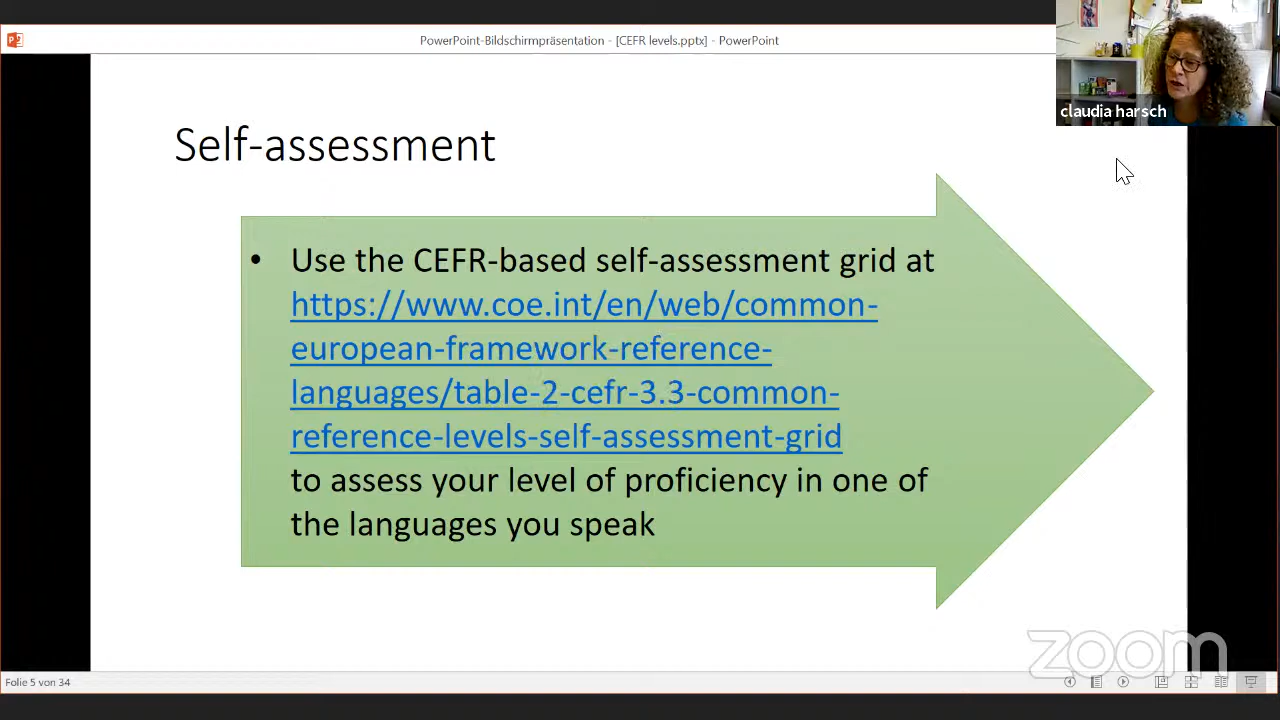 PowerPoint-Bildschirmpräsentation - [CEFR levels.pptx] - PowerPoint
claudia harsch
Self-assessment
• Use the CEFR-based self-assessment grid at
https://www.coe.int/en/web/common-
european-framework-reference-
languages/table-2-cefr-3.3-common-
reference-levels-self-assessment-grid
to assess your level of proficiency in one of
the languages you speak
zoom
Folie 5 von 34